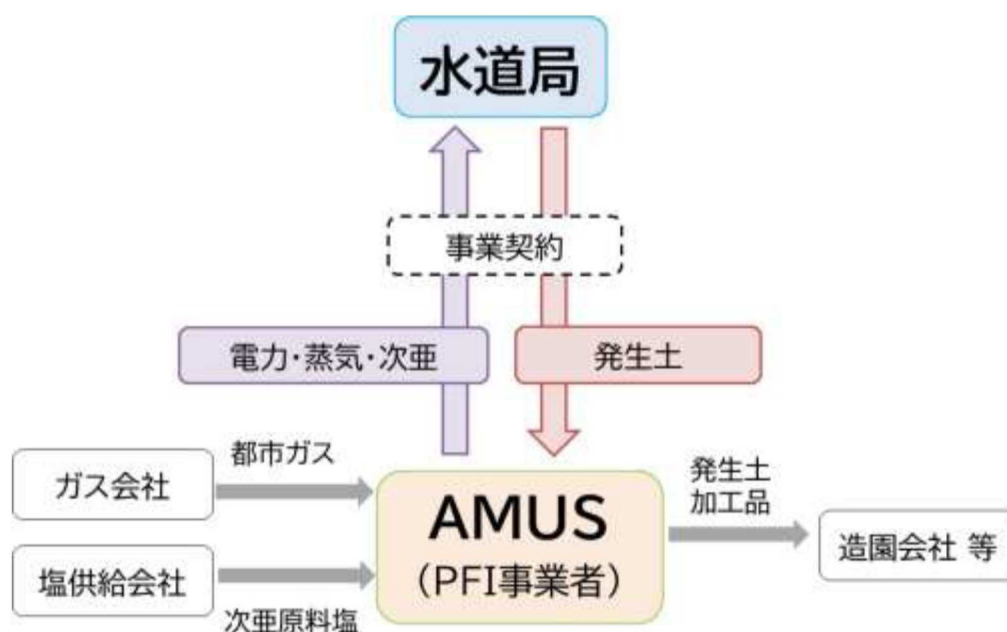 水道局
事業契約
電力・蒸気・次亜
発生土
ガス会社
都市ガス
塩供給会社
次亜原料塩
AMUS
（PFI事業者）
発生土
加工品
造園会社 等